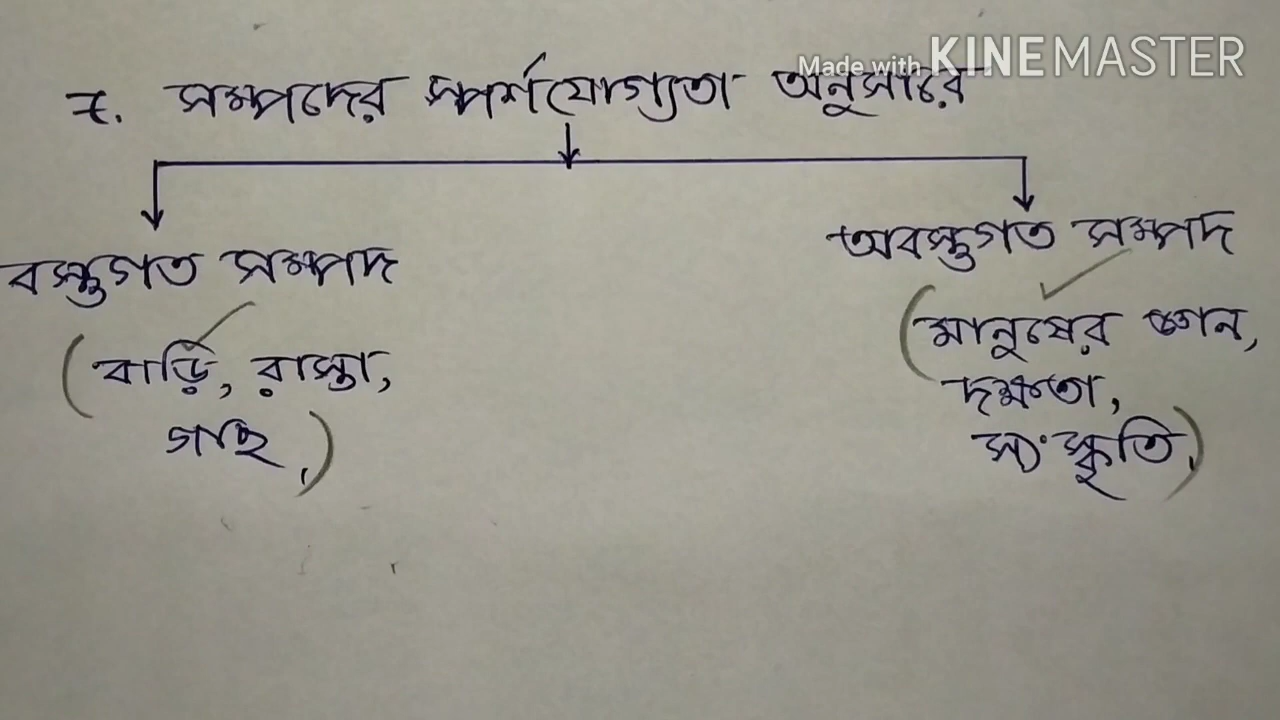 Made with KINEMASTER
৮. সম্পদের স্পর্শযোগ্যতা অনুসারে
বস্তুগত সম্পদ
(বাড়ি, রাস্তা,
গাছ,)
অবস্তুগত সম্পদ
(মানুষের জ্ঞান,
দক্ষতা,
সংস্কৃতি,)